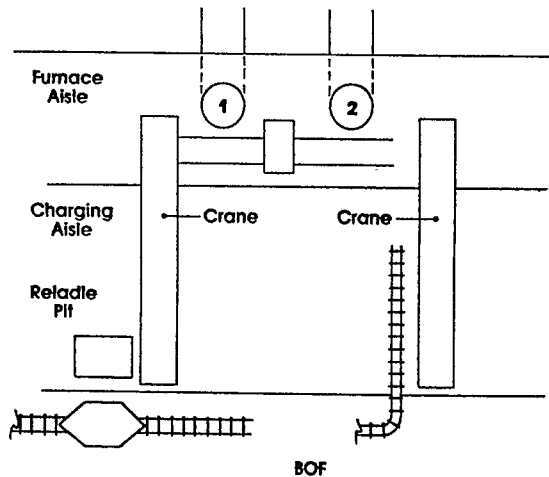 Furnace
Aisle
1
2
Charging
Aisle
Crane
Crane
Reladle
Pit
BOF